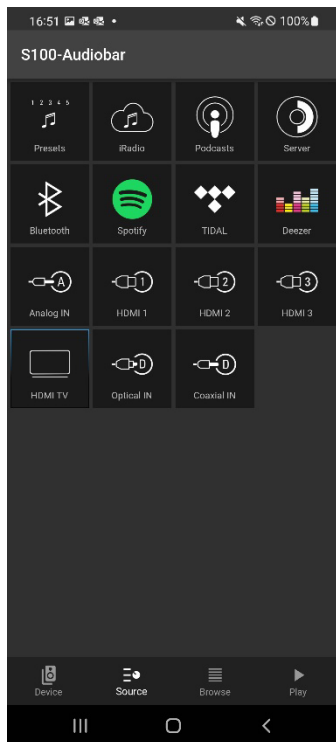 16:51
100%
S100-Audiobar
1 2 3 4 5
Presets
iRadio
Podcasts
Server
Bluetooth
Spotify
TIDAL
Deezer
A
1
2
3
Analog IN
HDMI 1
HDMI 2
HDMI 3
D
D
HDMI TV
Optical IN
Coaxial IN
Device
Source
Browse
Play